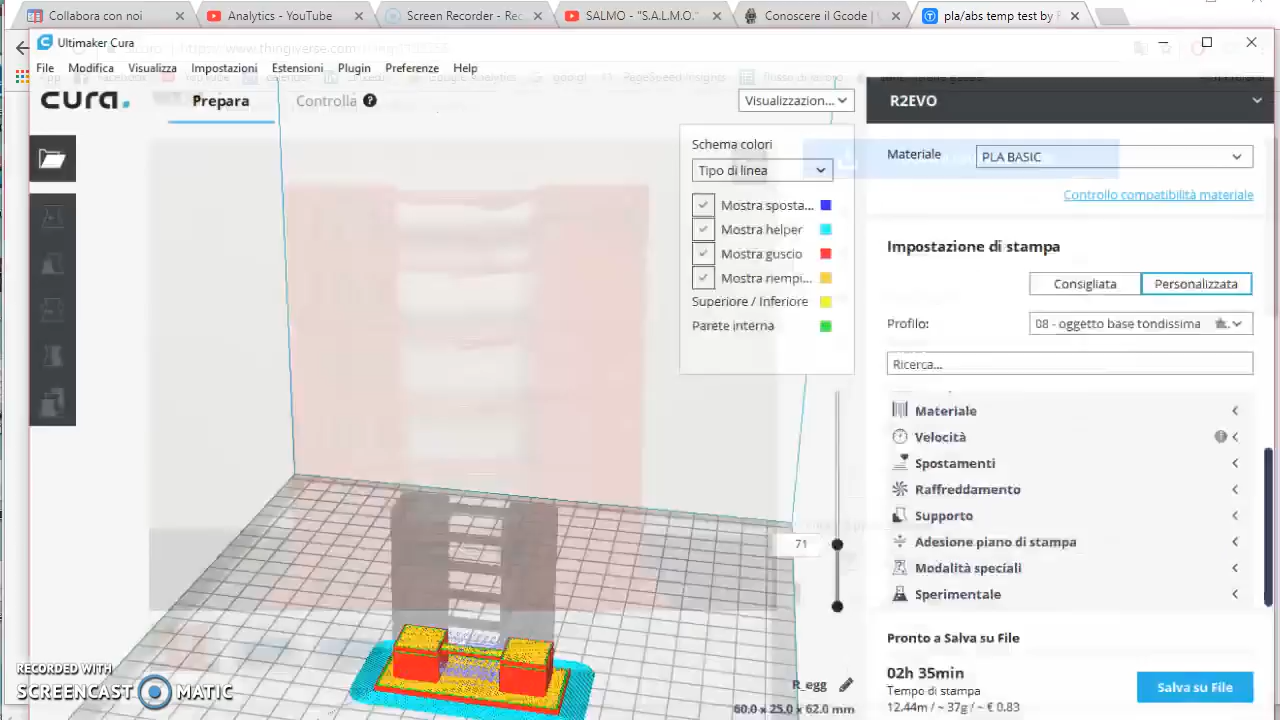 Collabora con noi
Analytics - YouTube
Screen Recorder - Rec
SALMO - "S.A.L.M.O."
Conoscere il Gcode |
pla/abs temp test by F
Ultimaker Cura
File Modifica Visualizza Impostazioni Estensioni Plugin Preferenze Help
cura.
Prepara
Controlla ?
Visualizzazion...
R2EVO
Schema colori
Tipo di linea
Mostra sposta...
Mostra helper
Mostra guscio
Mostra riempi...
Superiore / Inferiore
Parete interna
Materiale PLA BASIC
Controllo compatibilità materiale
Impostazione di stampa
Consigliata Personalizzata
Profilo: 08 - oggetto base tondissima
Ricerca...
Materiale
Velocità
Spostamenti
Raffreddamento
Supporto
Adesione piano di stampa
Modalità speciali
Sperimentale
71
Pronto a Salva su File
02h 35min
Tempo di stampa
12.44m / ~ 37g / ~ € 0.83
Salva su File
R_egg
60.0 x 25.0 x 62.0 mm
RECORDED WITH
SCREENCAST MATIC